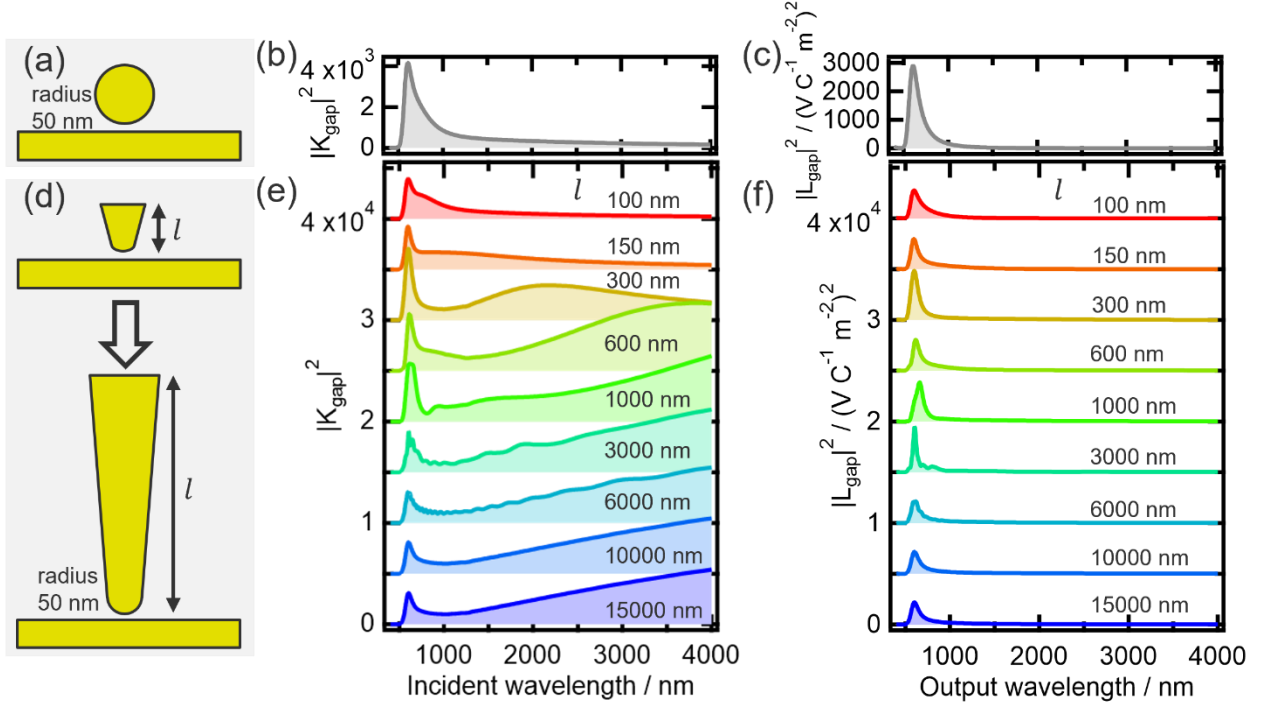 (a)
radius
50 nm
(b)
|K_gap|²
4 ×10³
2
0
(c)
|L_gap|² / (V C⁻¹ m⁻²,²
3000
2000
1000
0
(d)
l
l
radius
50 nm
(e)
|K_gap|²
l
100 nm
4 ×10⁴
150 nm
300 nm
3
600 nm
1000 nm
2
3000 nm
6000 nm
1
10000 nm
15000 nm
0
1000 2000 3000 4000
Incident wavelength / nm
(f)
|L_gap|² / (V C⁻¹ m⁻²,)²
l
100 nm
4 ×10⁴
150 nm
300 nm
3
600 nm
1000 nm
2
3000 nm
6000 nm
1
10000 nm
15000 nm
0
1000 2000 3000 4000
Output wavelength / nm